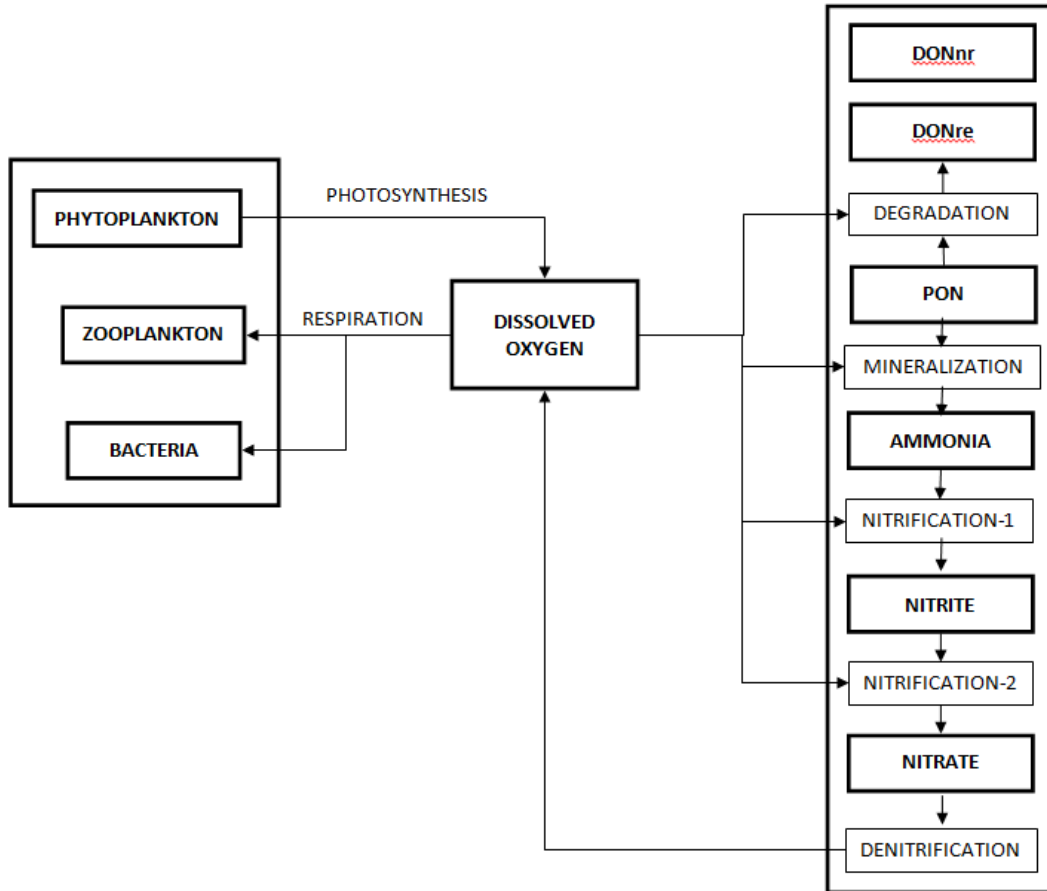 DONnr
DONre
PHOTOSYNTHESIS
PHYTOPLANKTON
DEGRADATION
PON
RESPIRATION
ZOOPLANKTON
DISSOLVED
OXYGEN
MINERALIZATION
BACTERIA
AMMONIA
NITRIFICATION-1
NITRITE
NITRIFICATION-2
NITRATE
DENITRIFICATION